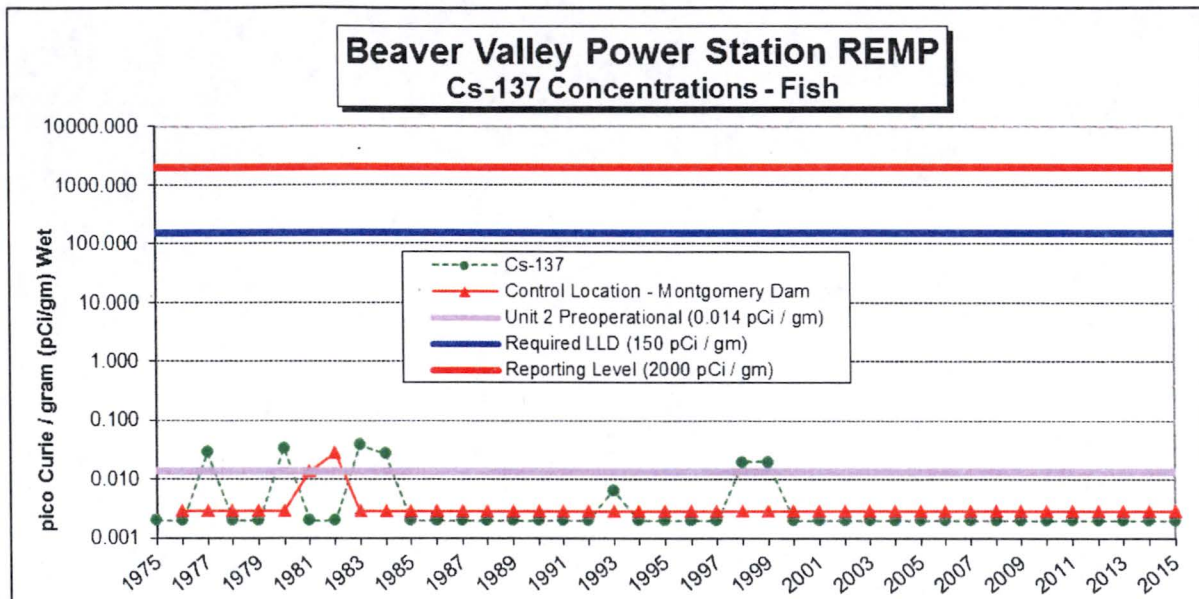 Beaver Valley Power Station REMP
Cs-137 Concentrations - Fish
pico Curie / gram (pCi/gm) Wet
10000.000
1000.000
100.000
10.000
1.000
0.100
0.010
0.001
Cs-137
Control Location - Montgomery Dam
Unit 2 Preoperational (0.014 pCi / gm)
Required LLD (150 pCi / gm)
Reporting Level (2000 pCi / gm)
1975 1977 1979 1981 1983 1985 1987 1989 1991 1993 1995 1997 1999 2001 2003 2005 2007 2009 2011 2013 2015